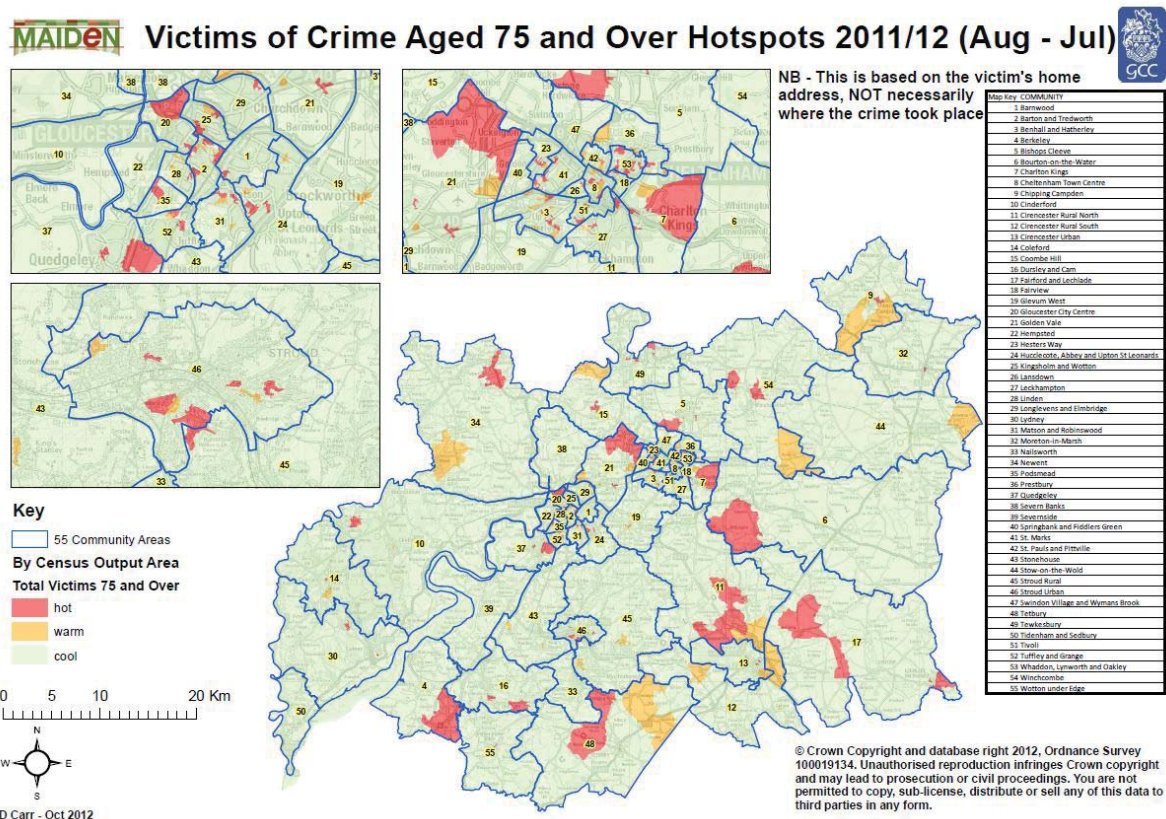 MAIDeN
Victims of Crime Aged 75 and Over Hotspots 2011/12 (Aug - Jul)
GCC
NB - This is based on the victim's home
address, NOT necessarily
where the crime took place
Map Key COMMUNITY
1 Barnwood
2 Barton and Tredworth
3 Benhall and Hatherley
4 Berkeley
5 Bishops Cleeve
6 Bourton-on-the-Water
7 Charlton Kings
8 Cheltenham Town Centre
9 Chipping Campden
10 Cinderford
11 Cirencester Rural North
12 Cirencester Rural South
13 Cirencester Urban
14 Coleford
15 Coombe Hill
16 Dursley and Cam
17 Fairford and Lechlade
18 Fairview
19 Glevum West
20 Gloucester City Centre
21 Golden Vale
22 Hempsted
23 Hesters Way
24 Hucclecote, Abbey and Upton St Leonards
25 Kingsholm and Wotton
26 Lansdown
27 Leckhampton
28 Linden
29 Longlevens and Elmbridge
30 Lydney
31 Matson and Robinswood
32 Moreton-in-Marsh
33 Nailsworth
34 Newent
35 Podsmead
36 Prestbury
37 Quedgeley
38 Severn Banks
39 Severnside
40 Springbank and Fiddlers Green
41 St. Marks
42 St. Pauls and Pittville
43 Stonehouse
44 Stow-on-the-Wold
45 Stroud Rural
46 Stroud Urban
47 Swindon Village and Wymans Brook
48 Tetbury
49 Tewkesbury
50 Tidenham and Sedbury
51 Tivoli
52 Tuffley and Grange
53 Whaddon, Lynworth and Oakley
54 Winchcombe
55 Wotton under Edge
Churchdown
Brockworth
Elmore
Back
Elmore
Quedgeley
Uckington
Prestbury
Charlton
Kings
Badgeworth
STROUD
Key
55 Community Areas
By Census Output Area
Total Victims 75 and Over
hot
warm
cool
0 5 10 20 Km
N
W E
S
D Carr - Oct 2012
© Crown Copyright and database right 2012, Ordnance Survey
100019134. Unauthorised reproduction infringes Crown copyright
and may lead to prosecution or civil proceedings. You are not
permitted to copy, sub-license, distribute or sell any of this data to
third parties in any form.